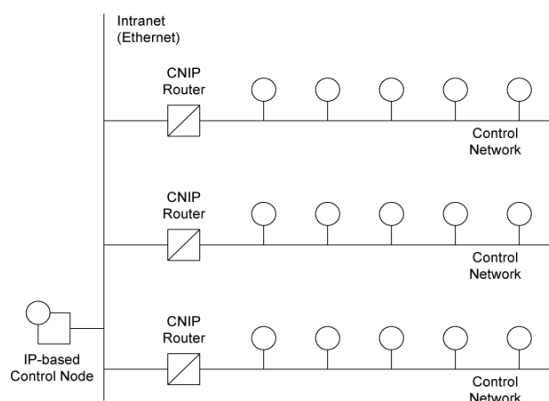 Intranet
(Ethernet)
CNIP
Router
Control
Network
CNIP
Router
Control
Network
CNIP
Router
IP-based
Control Node
Control
Network